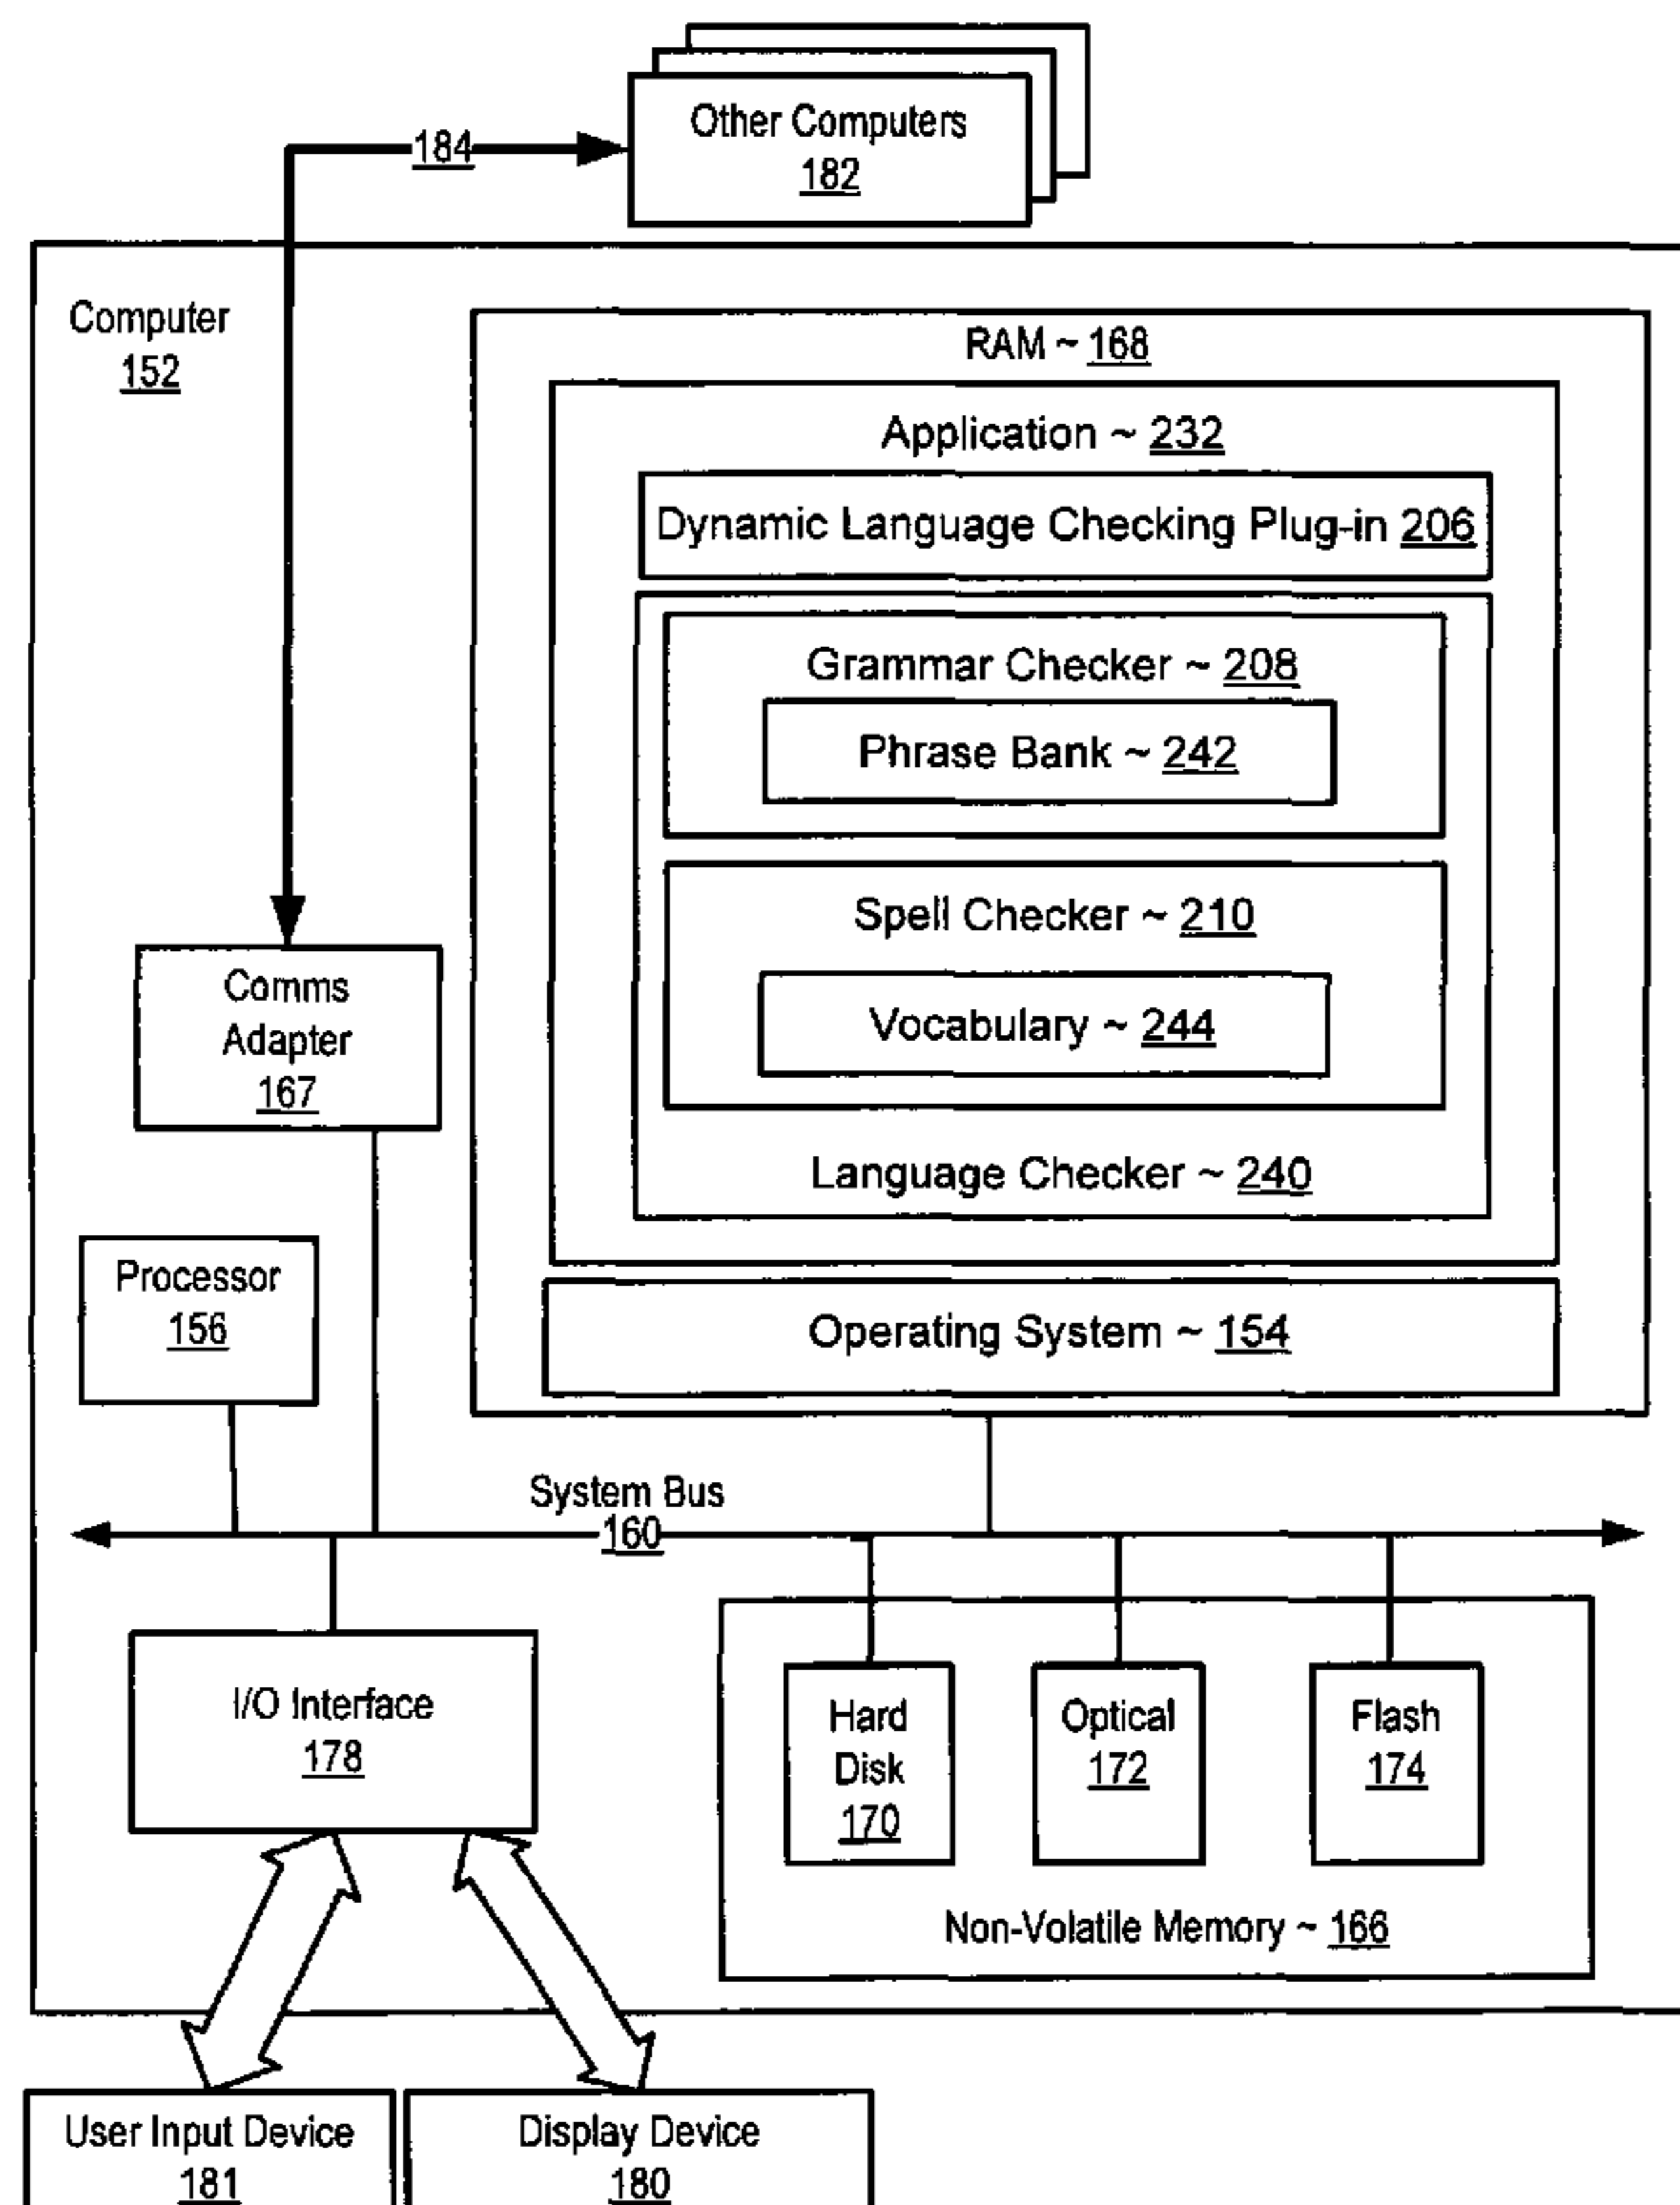 Other Computers
182
184
Computer
152
RAM ~ 168
Application ~ 232
Dynamic Language Checking Plug-in 206
Grammar Checker ~ 208
Phrase Bank ~ 242
Spell Checker ~ 210
Vocabulary ~ 244
Language Checker ~ 240
Operating System ~ 154
Comms
Adapter
167
Processor
156
System Bus
160
I/O Interface
178
Hard
Disk
170
Optical
172
Flash
174
Non-Volatile Memory ~ 166
User Input Device
181
Display Device
180